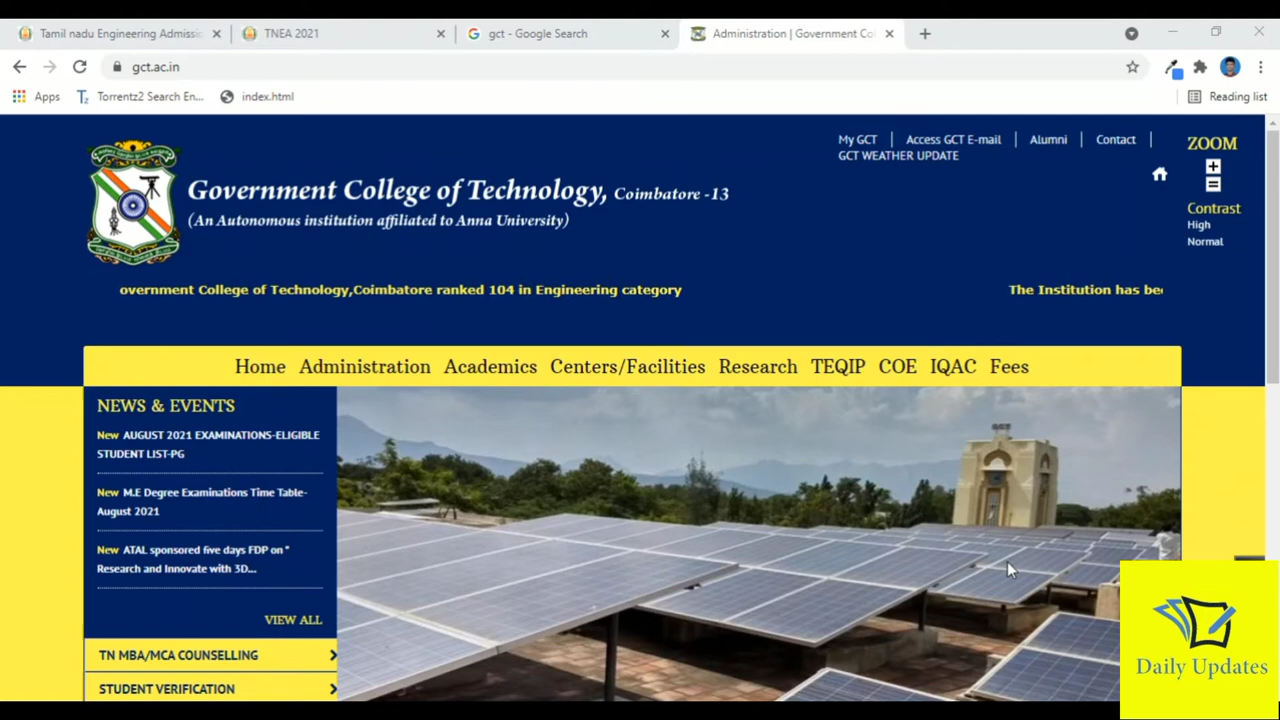 Tamil nadu Engineering Admissi
TNEA 2021
gct - Google Search
Administration | Government Col
gct.ac.in
Apps
Torrentz2 Search En...
index.html
Reading list
My GCT
Access GCT E-mail
Alumni
Contact
GCT WEATHER UPDATE
ZOOM
+
=
Contrast
High
Normal
Government College of Technology, Coimbatore -13
(An Autonomous institution affiliated to Anna University)
overnment College of Technology,Coimbatore ranked 104 in Engineering category
The Institution has bee
Home Administration Academics Centers/Facilities Research TEQIP COE IQAC Fees
NEWS & EVENTS
New AUGUST 2021 EXAMINATIONS-ELIGIBLE
STUDENT LIST-PG
New M.E Degree Examinations Time Table-
August 2021
New ATAL sponsored five days FDP on "
Research and Innovate with 3D...
VIEW ALL
TN MBA/MCA COUNSELLING
STUDENT VERIFICATION
GCT
Daily Updates